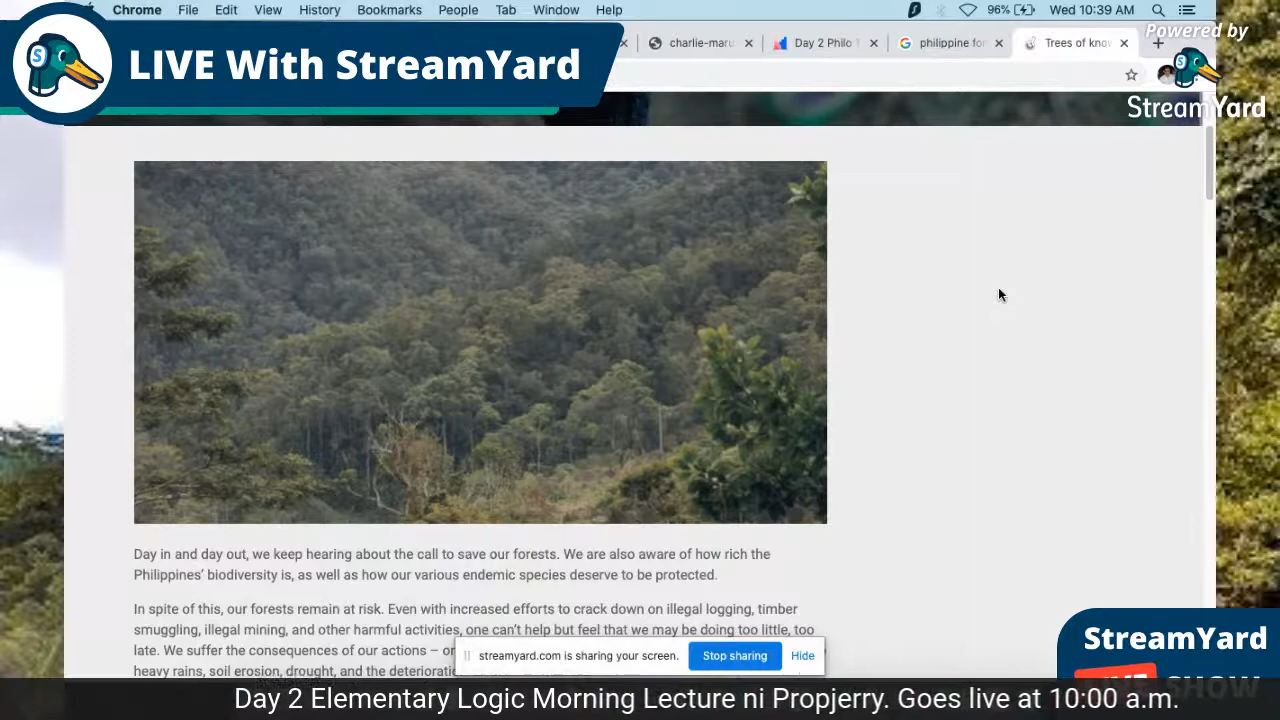 Chrome File Edit View History Bookmarks People Tab Window Help 96% Wed 10:39 AM
LIVE With StreamYard
charlie-maru
Day 2 Philo
philippine for
Trees of know
Powered by
StreamYard
Day in and day out, we keep hearing about the call to save our forests. We are also aware of how rich the
Philippines’ biodiversity is, as well as how our various endemic species deserve to be protected.
In spite of this, our forests remain at risk. Even with increased efforts to crack down on illegal logging, timber
smuggling, illegal mining, and other harmful activities, one can’t help but feel that we may be doing too little, too
late. We suffer the consequences of our actions –
heavy rains, soil erosion, drought, and the
streamyard.com is sharing your screen. Stop sharing Hide
StreamYard
SHOW
Day 2 Elementary Logic Morning Lecture ni Propjerry. Goes live at 10:00 a.m.